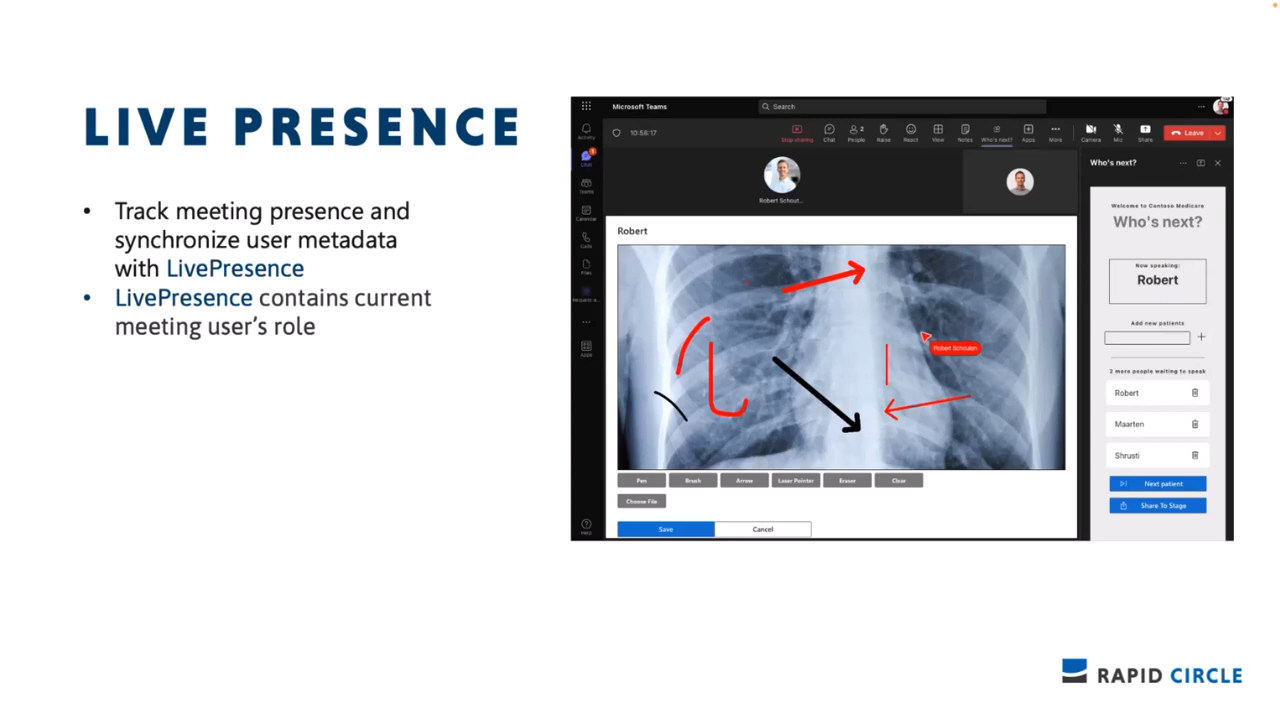 LIVE PRESENCE
• Track meeting presence and
synchronize user metadata
with LivePresence
• LivePresence contains current
meeting user's role
Microsoft Teams
Search
10:58:17
Stop sharing
Chat
2
People
Raise
React
View
Notes
Who's next?
Apps
More
Camera
Mic
Share
Leave
Activity
Chat
Teams
Calendar
Calls
Files
Apps
Help
Robert Schout...
Robert
Robert Schouten
Pen
Brush
Arrow
Laser Pointer
Eraser
Clear
Choose File
Save
Cancel
Who's next?
Welcome to Contoso Medicare
Who's next?
Now speaking:
Robert
Add new patients
2 more people waiting to speak
Robert
Maarten
Shrusti
Next patient
Share To Stage
RAPID CIRCLE